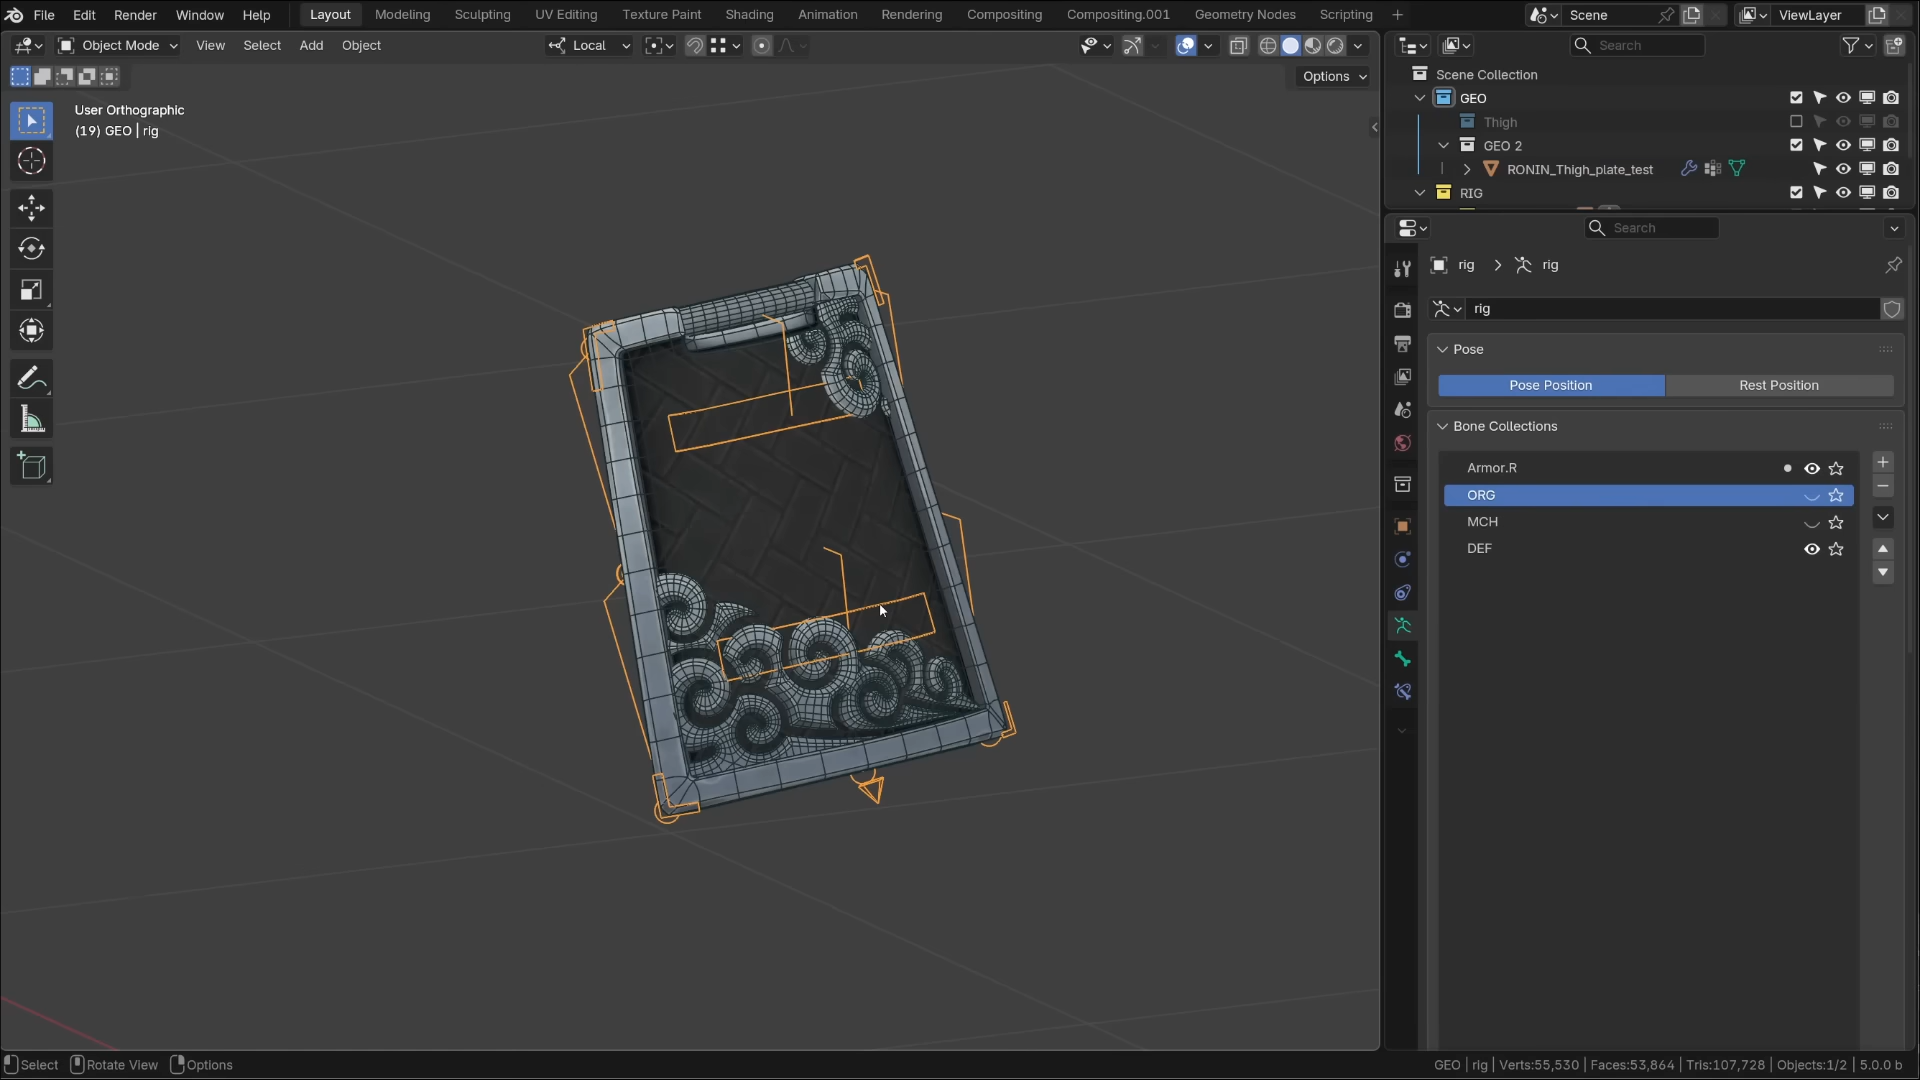 File Edit Render Window Help Layout Modeling Sculpting UV Editing Texture Paint Shading Animation Rendering Compositing Compositing.001 Geometry Nodes Scripting + Scene ViewLayer
Object Mode View Select Add Object Local Search
Options
User Orthographic
(19) GEO | rig
Scene Collection
GEO
Thigh
GEO 2
RONIN_Thigh_plate_test
RIG
Search
rig > rig
rig
Pose
Pose Position Rest Position
Bone Collections
Armor.R
ORG
MCH
DEF
Select Rotate View Options GEO | rig | Verts:55,530 | Faces:53,864 | Tris:107,728 | Objects:1/2 | 5.0.0 b